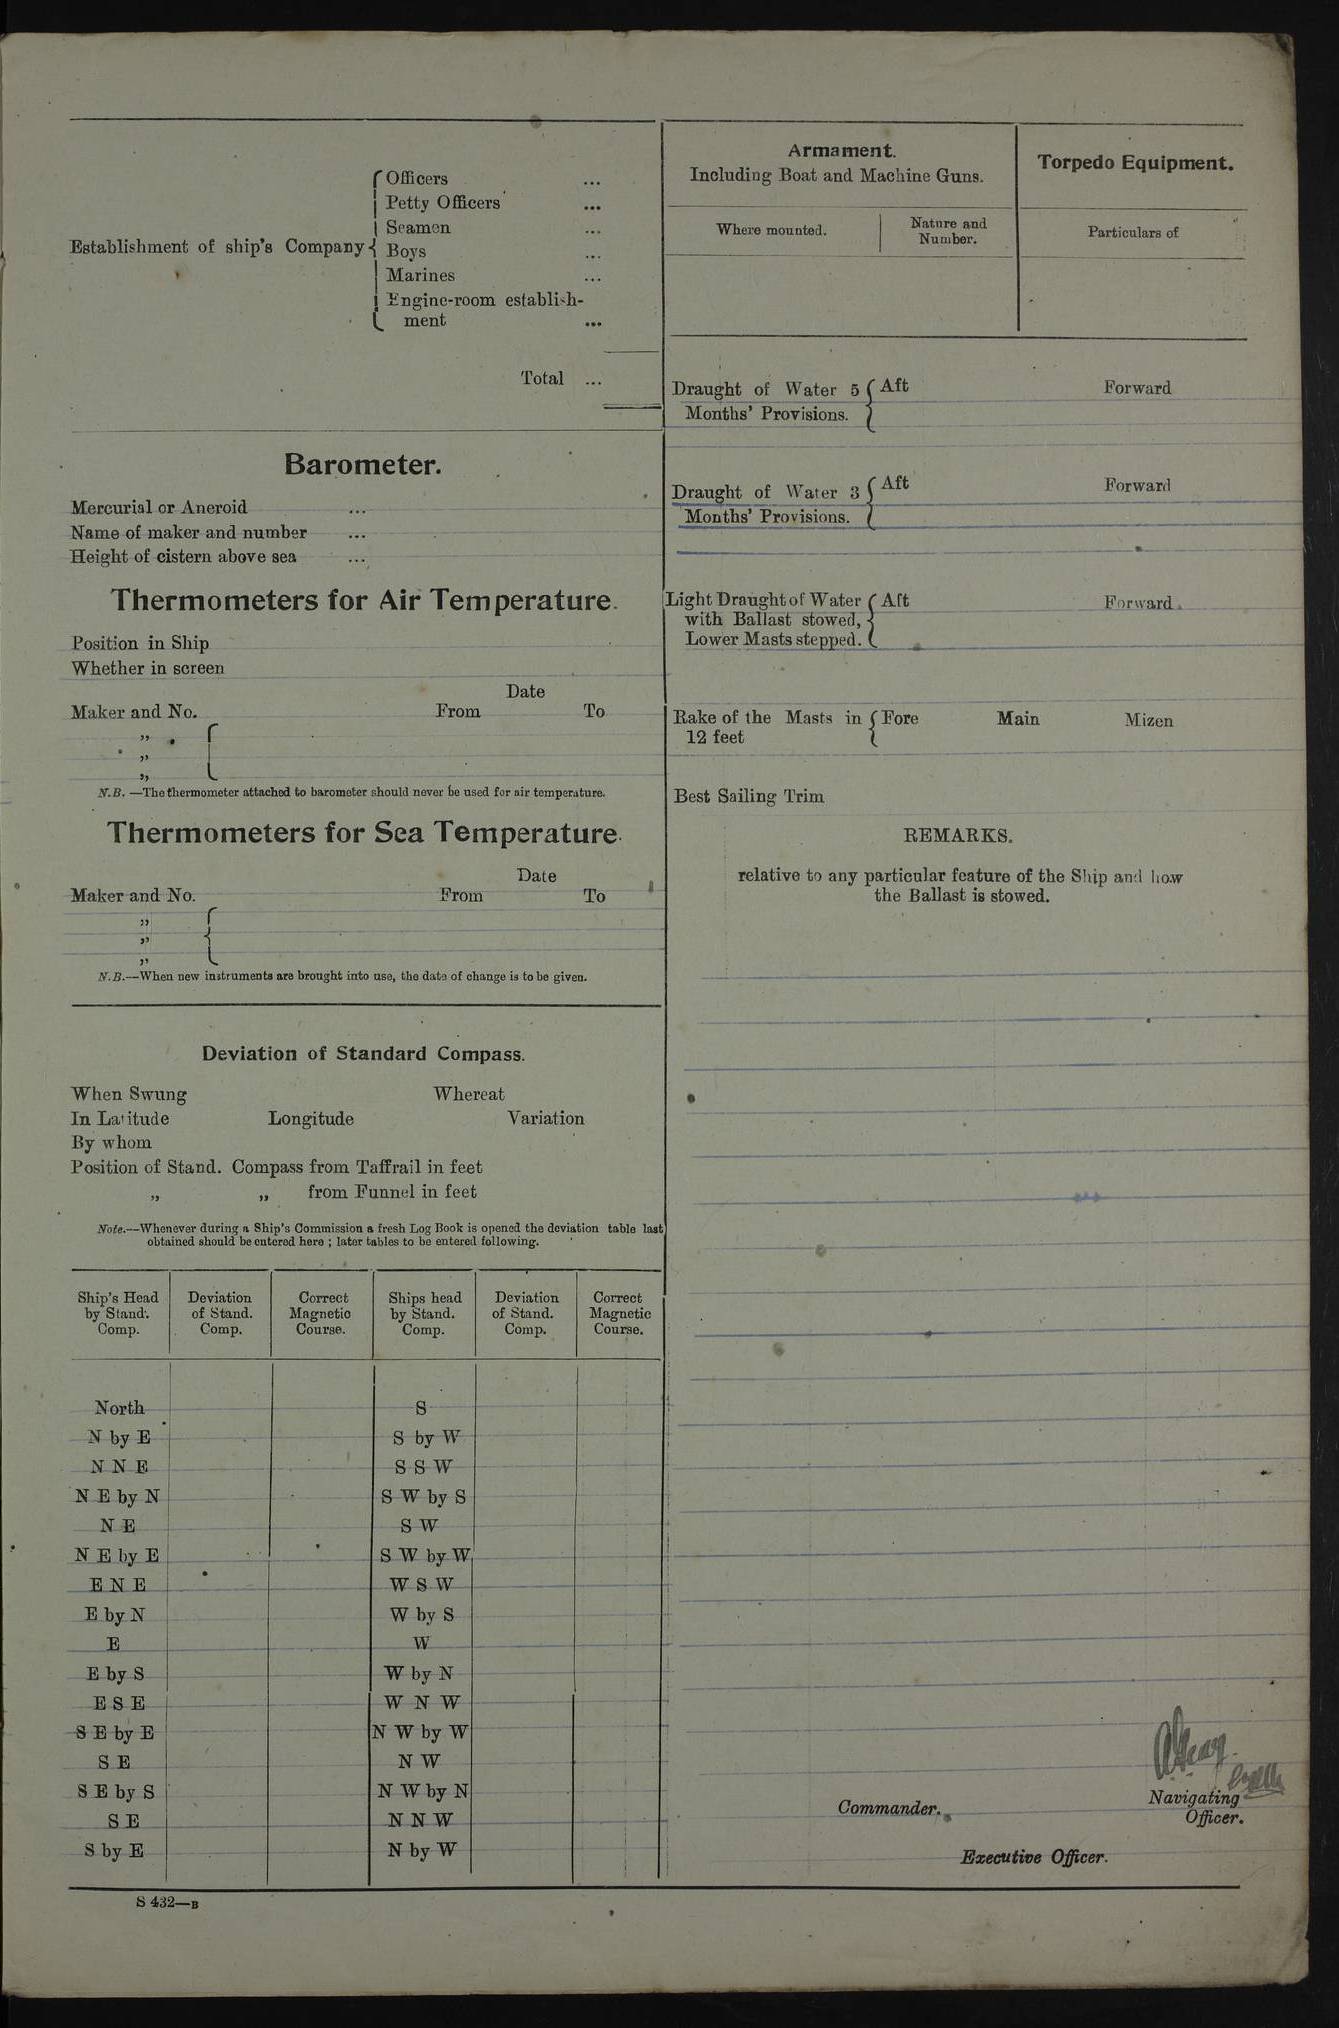 Establishment of ship's Company
Officers ...
Petty Officers ...
Seamen ...
Boys ...
Marines ...
Engine-room establish-
ment ...
Total ...
Barometer.
Mercurial or Aneroid ...
Name of maker and number ...
Height of cistern above sea ...
Thermometers for Air Temperature.
Position in Ship
Whether in screen
Date
Maker and No. From To
„
„
„
N.B. —The thermometer attached to barometer should never be used for air temperature.
Thermometers for Sea Temperature.
Date
Maker and No. From To
„
„
„
N.B.—When new instruments are brought into use, the date of change is to be given.
Deviation of Standard Compass.
When Swung Whereat
In Latitude Longitude Variation
By whom
Position of Stand. Compass from Taffrail in feet
„ „ from Funnel in feet
Note.—Whenever during a Ship's Commission a fresh Log Book is opened the deviation table last
obtained should be entered here ; later tables to be entered following.
Ship's Head by Stand. Comp. Deviation of Stand. Comp. Correct Magnetic Course. Ships head by Stand. Comp. Deviation of Stand. Comp. Correct Magnetic Course.
North S
N by E S by W
N N E S S W
N E by N S W by S
N E S W
N E by E S W by W
E N E W S W
E by N W by S
E W
E by S W by N
E S E W N W
S E by E N W by W
S E N W
S E by S N W by N
S E N N W
S by E N by W
S 432—B
Armament.
Including Boat and Machine Guns.
Where mounted. Nature and Number.
Torpedo Equipment.
Particulars of
Draught of Water 5 Aft Forward
Months' Provisions.
Draught of Water 3 Aft Forward
Months' Provisions.
Light Draught of Water Aft Forward
with Ballast stowed,
Lower Masts stepped.
Rake of the Masts in Fore Main Mizen
12 feet
Best Sailing Trim
REMARKS.
relative to any particular feature of the Ship and how
the Ballast is stowed.
Commander.
Navigating
Officer.
Executive Officer.